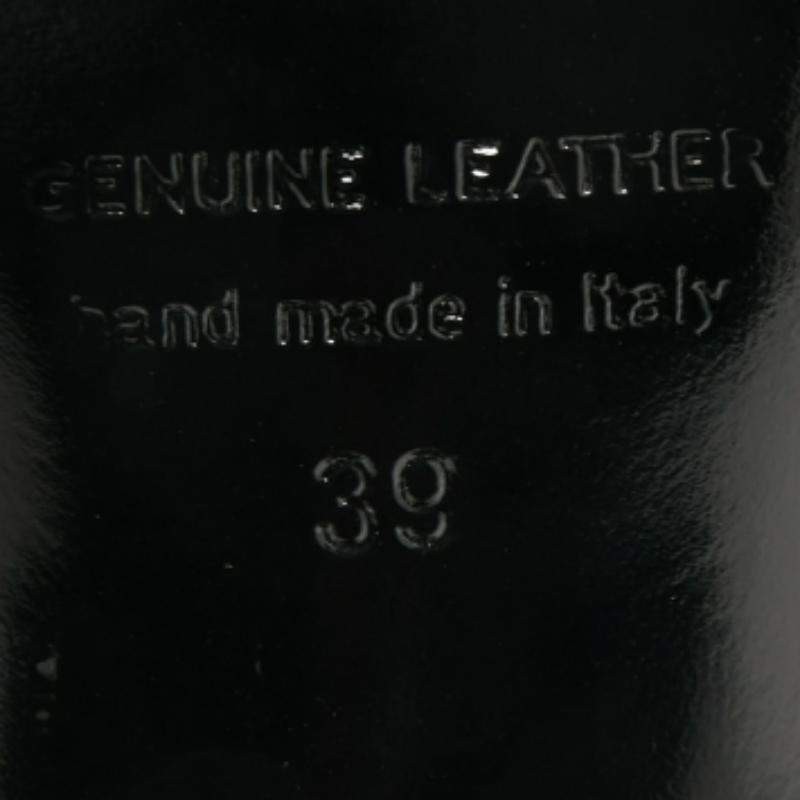 GENUINE LEATHER
hand made in Italy
39